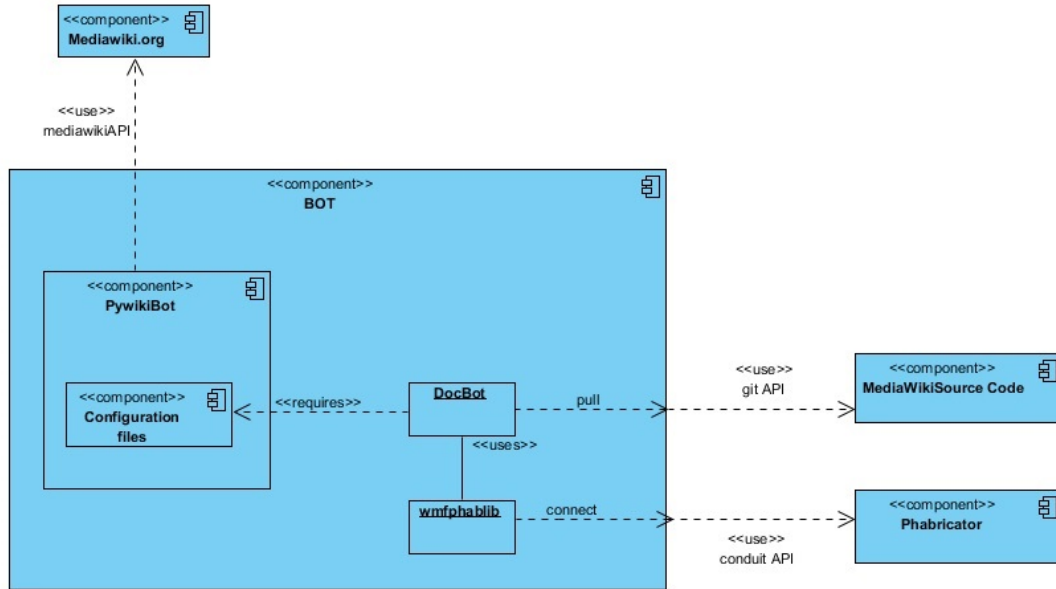 <<component>>
Mediawiki.org
<<use>>
mediawikiAPI
<<component>>
BOT
<<component>>
PywikiBot
<<component>>
Configuration
files
<<requires>>
DocBot
pull
<<uses>>
wmfphablib
connect
<<use>>
git API
<<component>>
MediaWikiSource Code
<<use>>
conduit API
<<component>>
Phabricator